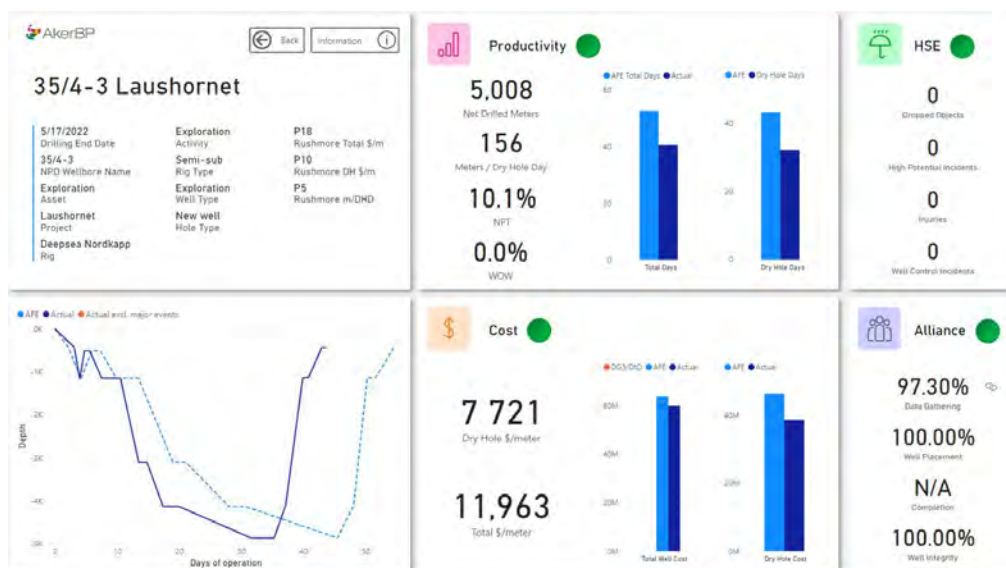 AkerBP
Back
Information
35/4-3 Laushornet
5/17/2022
Drilling End Date
35/4-3
NPD Wellbore Name
Exploration
Asset
Laushornet
Project
Deepsea Nordkapp
Rig
Exploration
Activity
Semi-sub
Rig Type
Exploration
Well Type
New well
Hole Type
P18
Rushmore Total $/m
P10
Rushmore DH $/m
P5
Rushmore m/DHD
Productivity
5,008
Net Drilled Meters
156
Meters / Dry Hole Day
10.1%
NPT
0.0%
WOW
AFE Total Days Actual
60
40
20
0
Total Days
AFE Dry Hole Days
40
20
0
Dry Hole Days
HSE
0
Dropped Objects
0
High Potential Incidents
0
Injuries
0
Well Control Incidents
AFE Actual Actual excl. major events
Depth
0K
-1K
-2K
-3K
-4K
-5K
0 10 20 30 40 50
Days of operation
Cost
7 721
Dry Hole $/meter
11,963
Total $/meter
DG3/DID AFE Actual
60M
40M
20M
0M
Total Well Cost
AFE Actual
40M
20M
0M
Dry Hole Cost
Alliance
97.30%
Data Gathering
100.00%
Well Placement
N/A
Completion
100.00%
Well Integrity